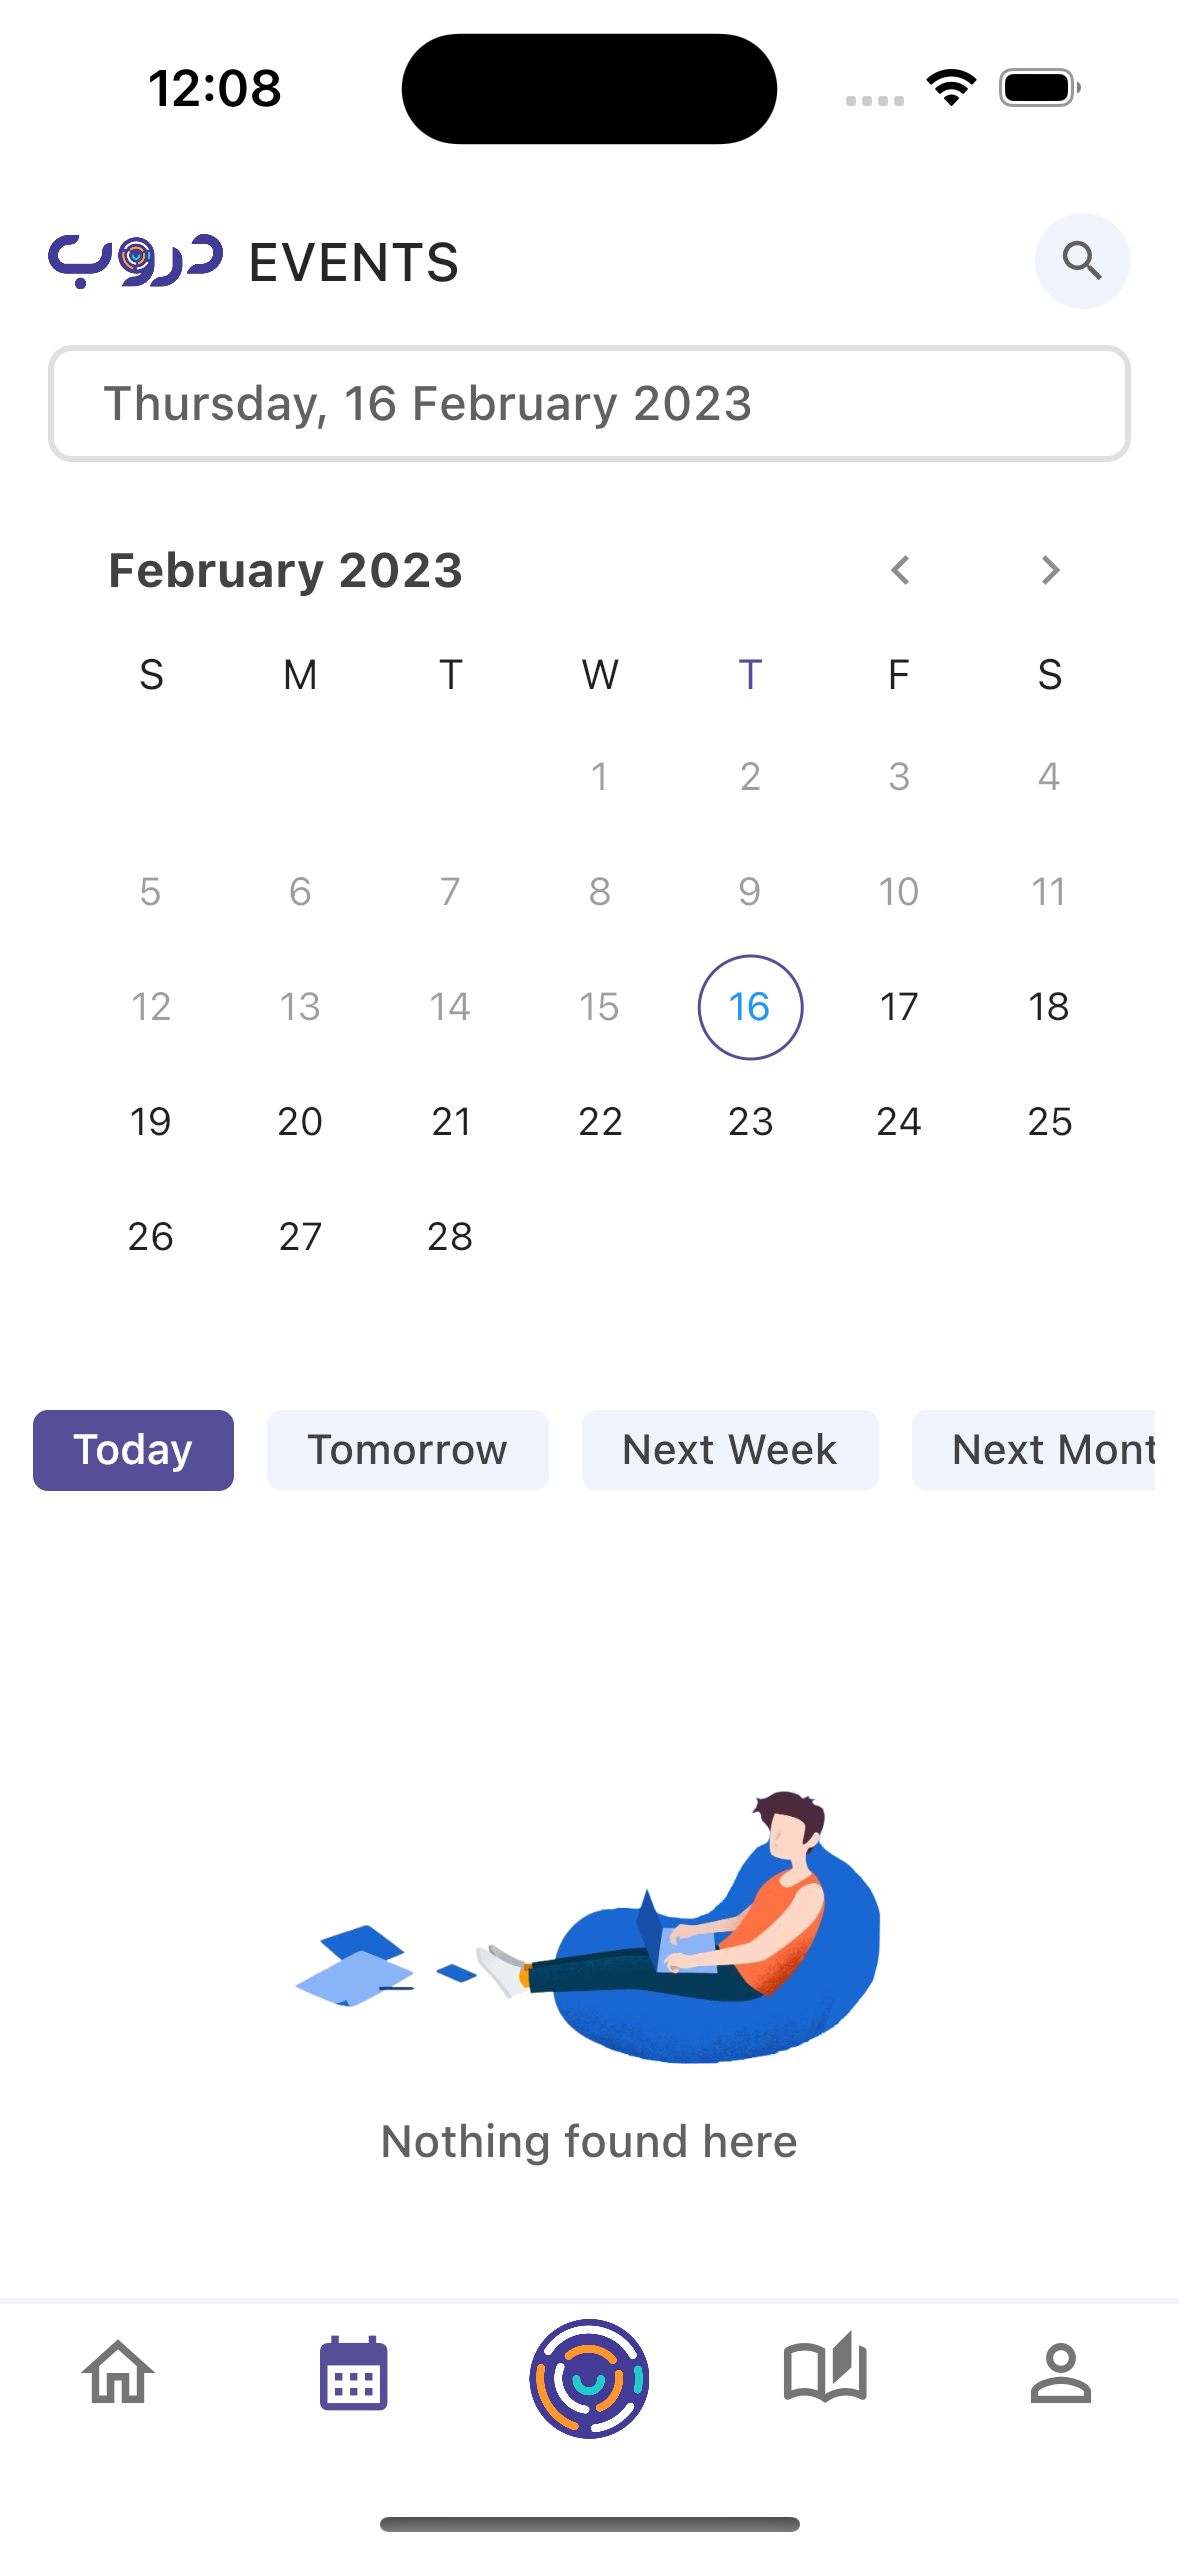 12:08
دروب EVENTS
Thursday, 16 February 2023
February 2023
S M T W T F S
1 2 3 4
5 6 7 8 9 10 11
12 13 14 15 16 17 18
19 20 21 22 23 24 25
26 27 28
Today Tomorrow Next Week Next Mont
Nothing found here